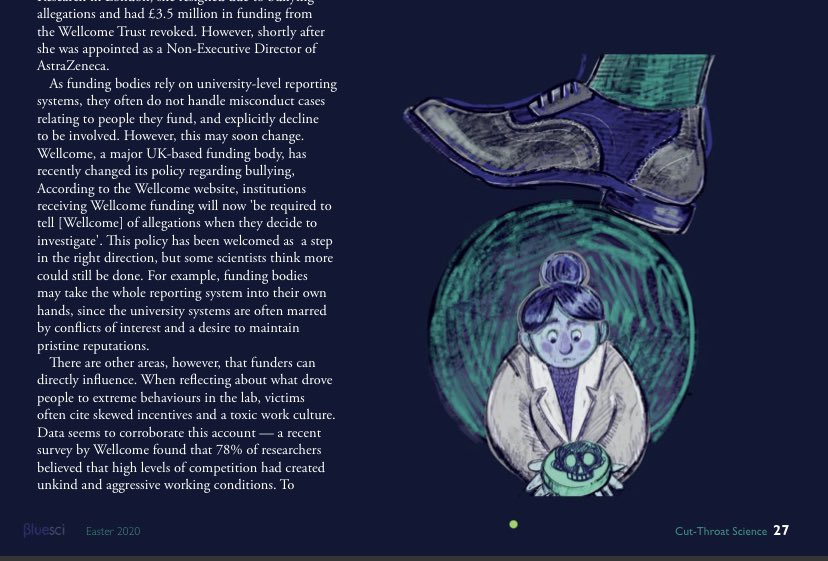 allegations and had £3.5 million in funding from
the Wellcome Trust revoked. However, shortly after
she was appointed as a Non-Executive Director of
AstraZeneca.
As funding bodies rely on university-level reporting
systems, they often do not handle misconduct cases
relating to people they fund, and explicitly decline
to be involved. However, this may soon change.
Wellcome, a major UK-based funding body, has
recently changed its policy regarding bullying,
According to the Wellcome website, institutions
receiving Wellcome funding will now 'be required to
tell [Wellcome] of allegations when they decide to
investigate'. This policy has been welcomed as a step
in the right direction, but some scientists think more
could still be done. For example, funding bodies
may take the whole reporting system into their own
hands, since the university systems are often marred
by conflicts of interest and a desire to maintain
pristine reputations.
There are other areas, however, that funders can
directly influence. When reflecting about what drove
people to extreme behaviours in the lab, victims
often cite skewed incentives and a toxic work culture.
Data seems to corroborate this account — a recent
survey by Wellcome found that 78% of researchers
believed that high levels of competition had created
unkind and aggressive working conditions. To
βluesci Easter 2020
Cut-Throat Science 27